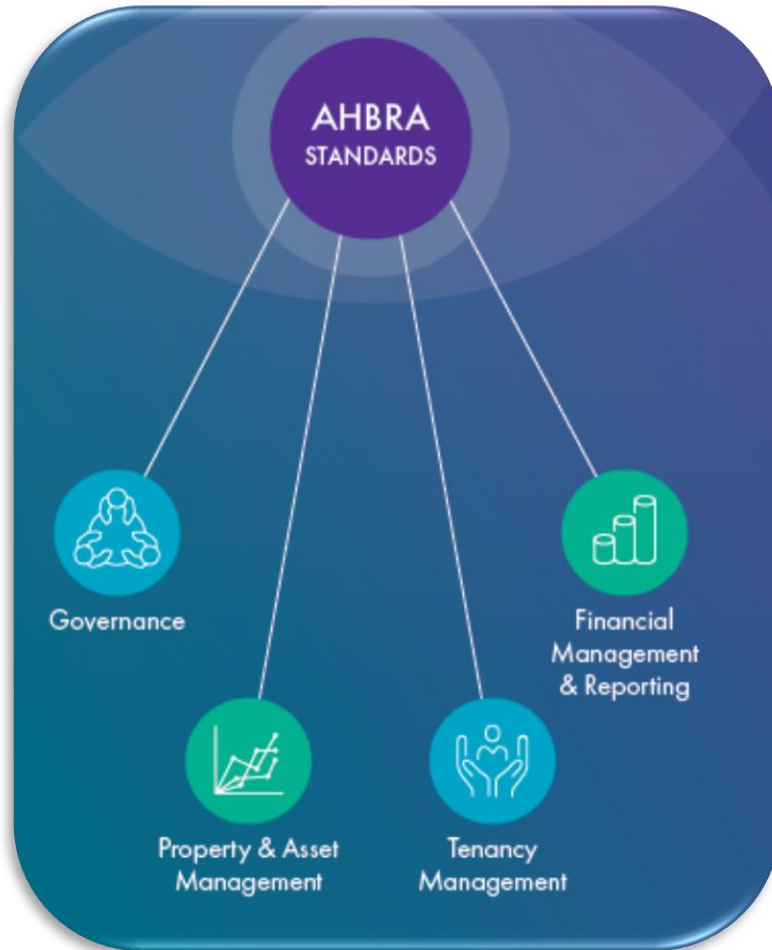 AHBRA
STANDARDS
Governance
Financial
Management
& Reporting
Property & Asset
Management
Tenancy
Management